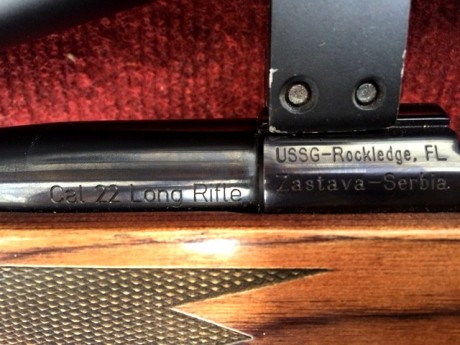 Cal 22 Long Rifle
USSG-Rockledge, FL
Zastava-Serbia